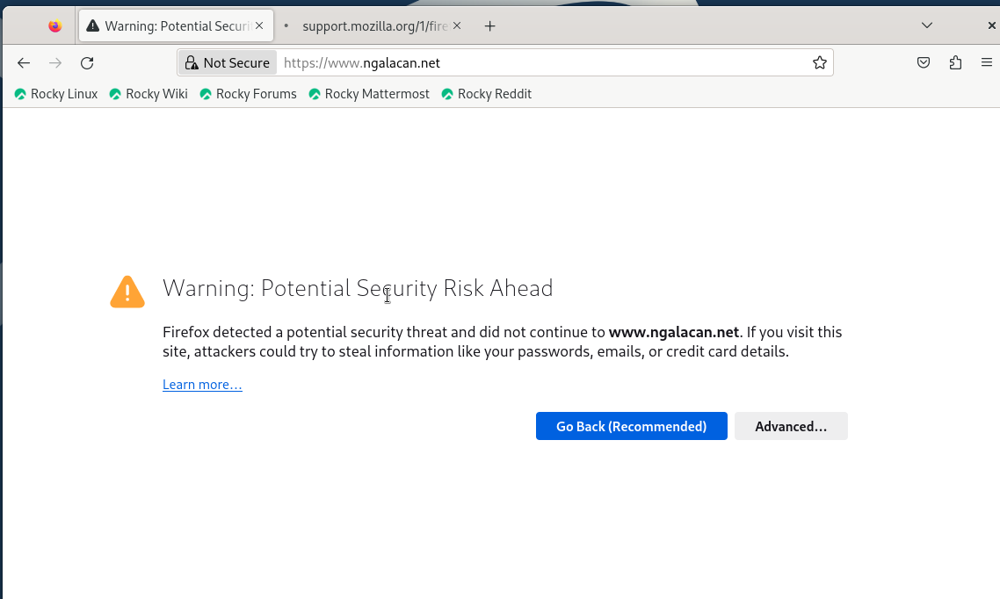 Warning: Potential Securi
support.mozilla.org/1/fire
Not Secure
https://www.ngalacan.net
Rocky Linux
Rocky Wiki
Rocky Forums
Rocky Mattermost
Rocky Reddit
Warning: Potential Security Risk Ahead
Firefox detected a potential security threat and did not continue to www.ngalacan.net. If you visit this
site, attackers could try to steal information like your passwords, emails, or credit card details.
Learn more…
Go Back (Recommended)
Advanced…